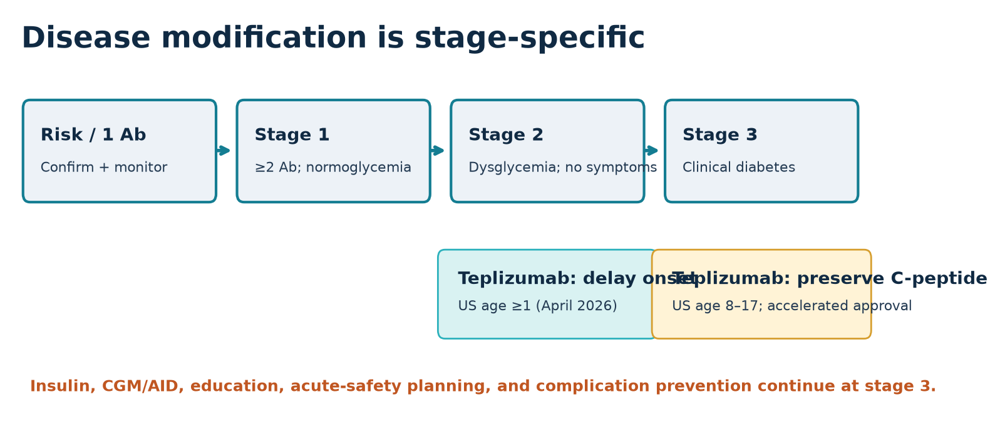 Disease modification is stage-specific
Risk / 1 Ab
Confirm + monitor
Stage 1
≥2 Ab; normoglycemia
Stage 2
Dysglycemia; no symptoms
Stage 3
Clinical diabetes
Teplizumab: delay onset
US age ≥1 (April 2026)
Teplizumab: preserve C-peptide
US age 8–17; accelerated approval
Insulin, CGM/AID, education, acute-safety planning, and complication prevention continue at stage 3.